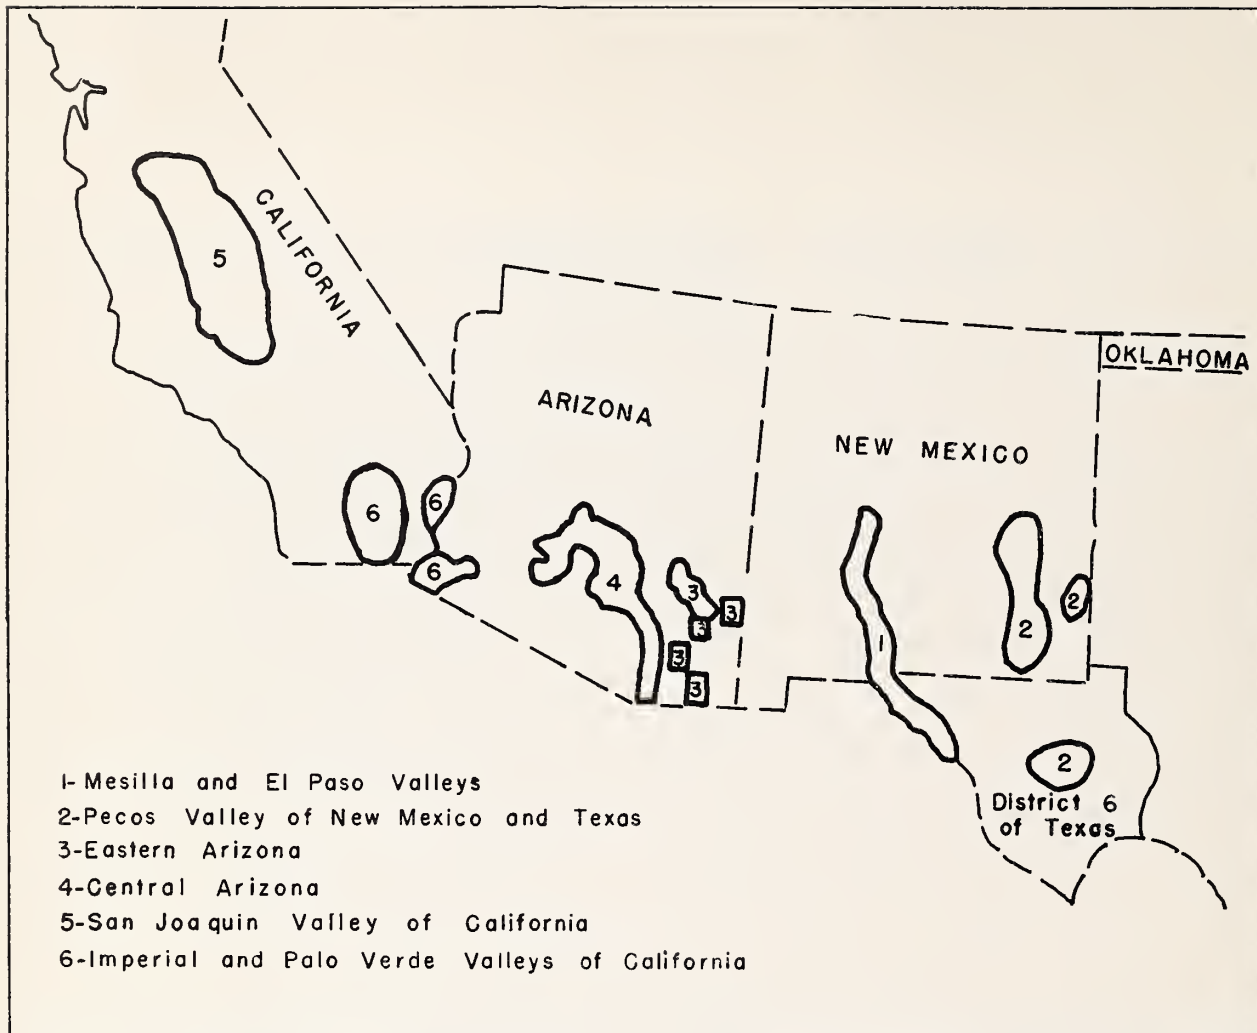 CALIFORNIA
5
OKLAHOMA
ARIZONA
NEW MEXICO
6
6
6
4
3
3
3
3
3
1
2
2
2
District 6
of Texas
1-Mesilla and El Paso Valleys
2-Pecos Valley of New Mexico and Texas
3-Eastern Arizona
4-Central Arizona
5-San Joaquin Valley of California
6-Imperial and Palo Verde Valleys of California